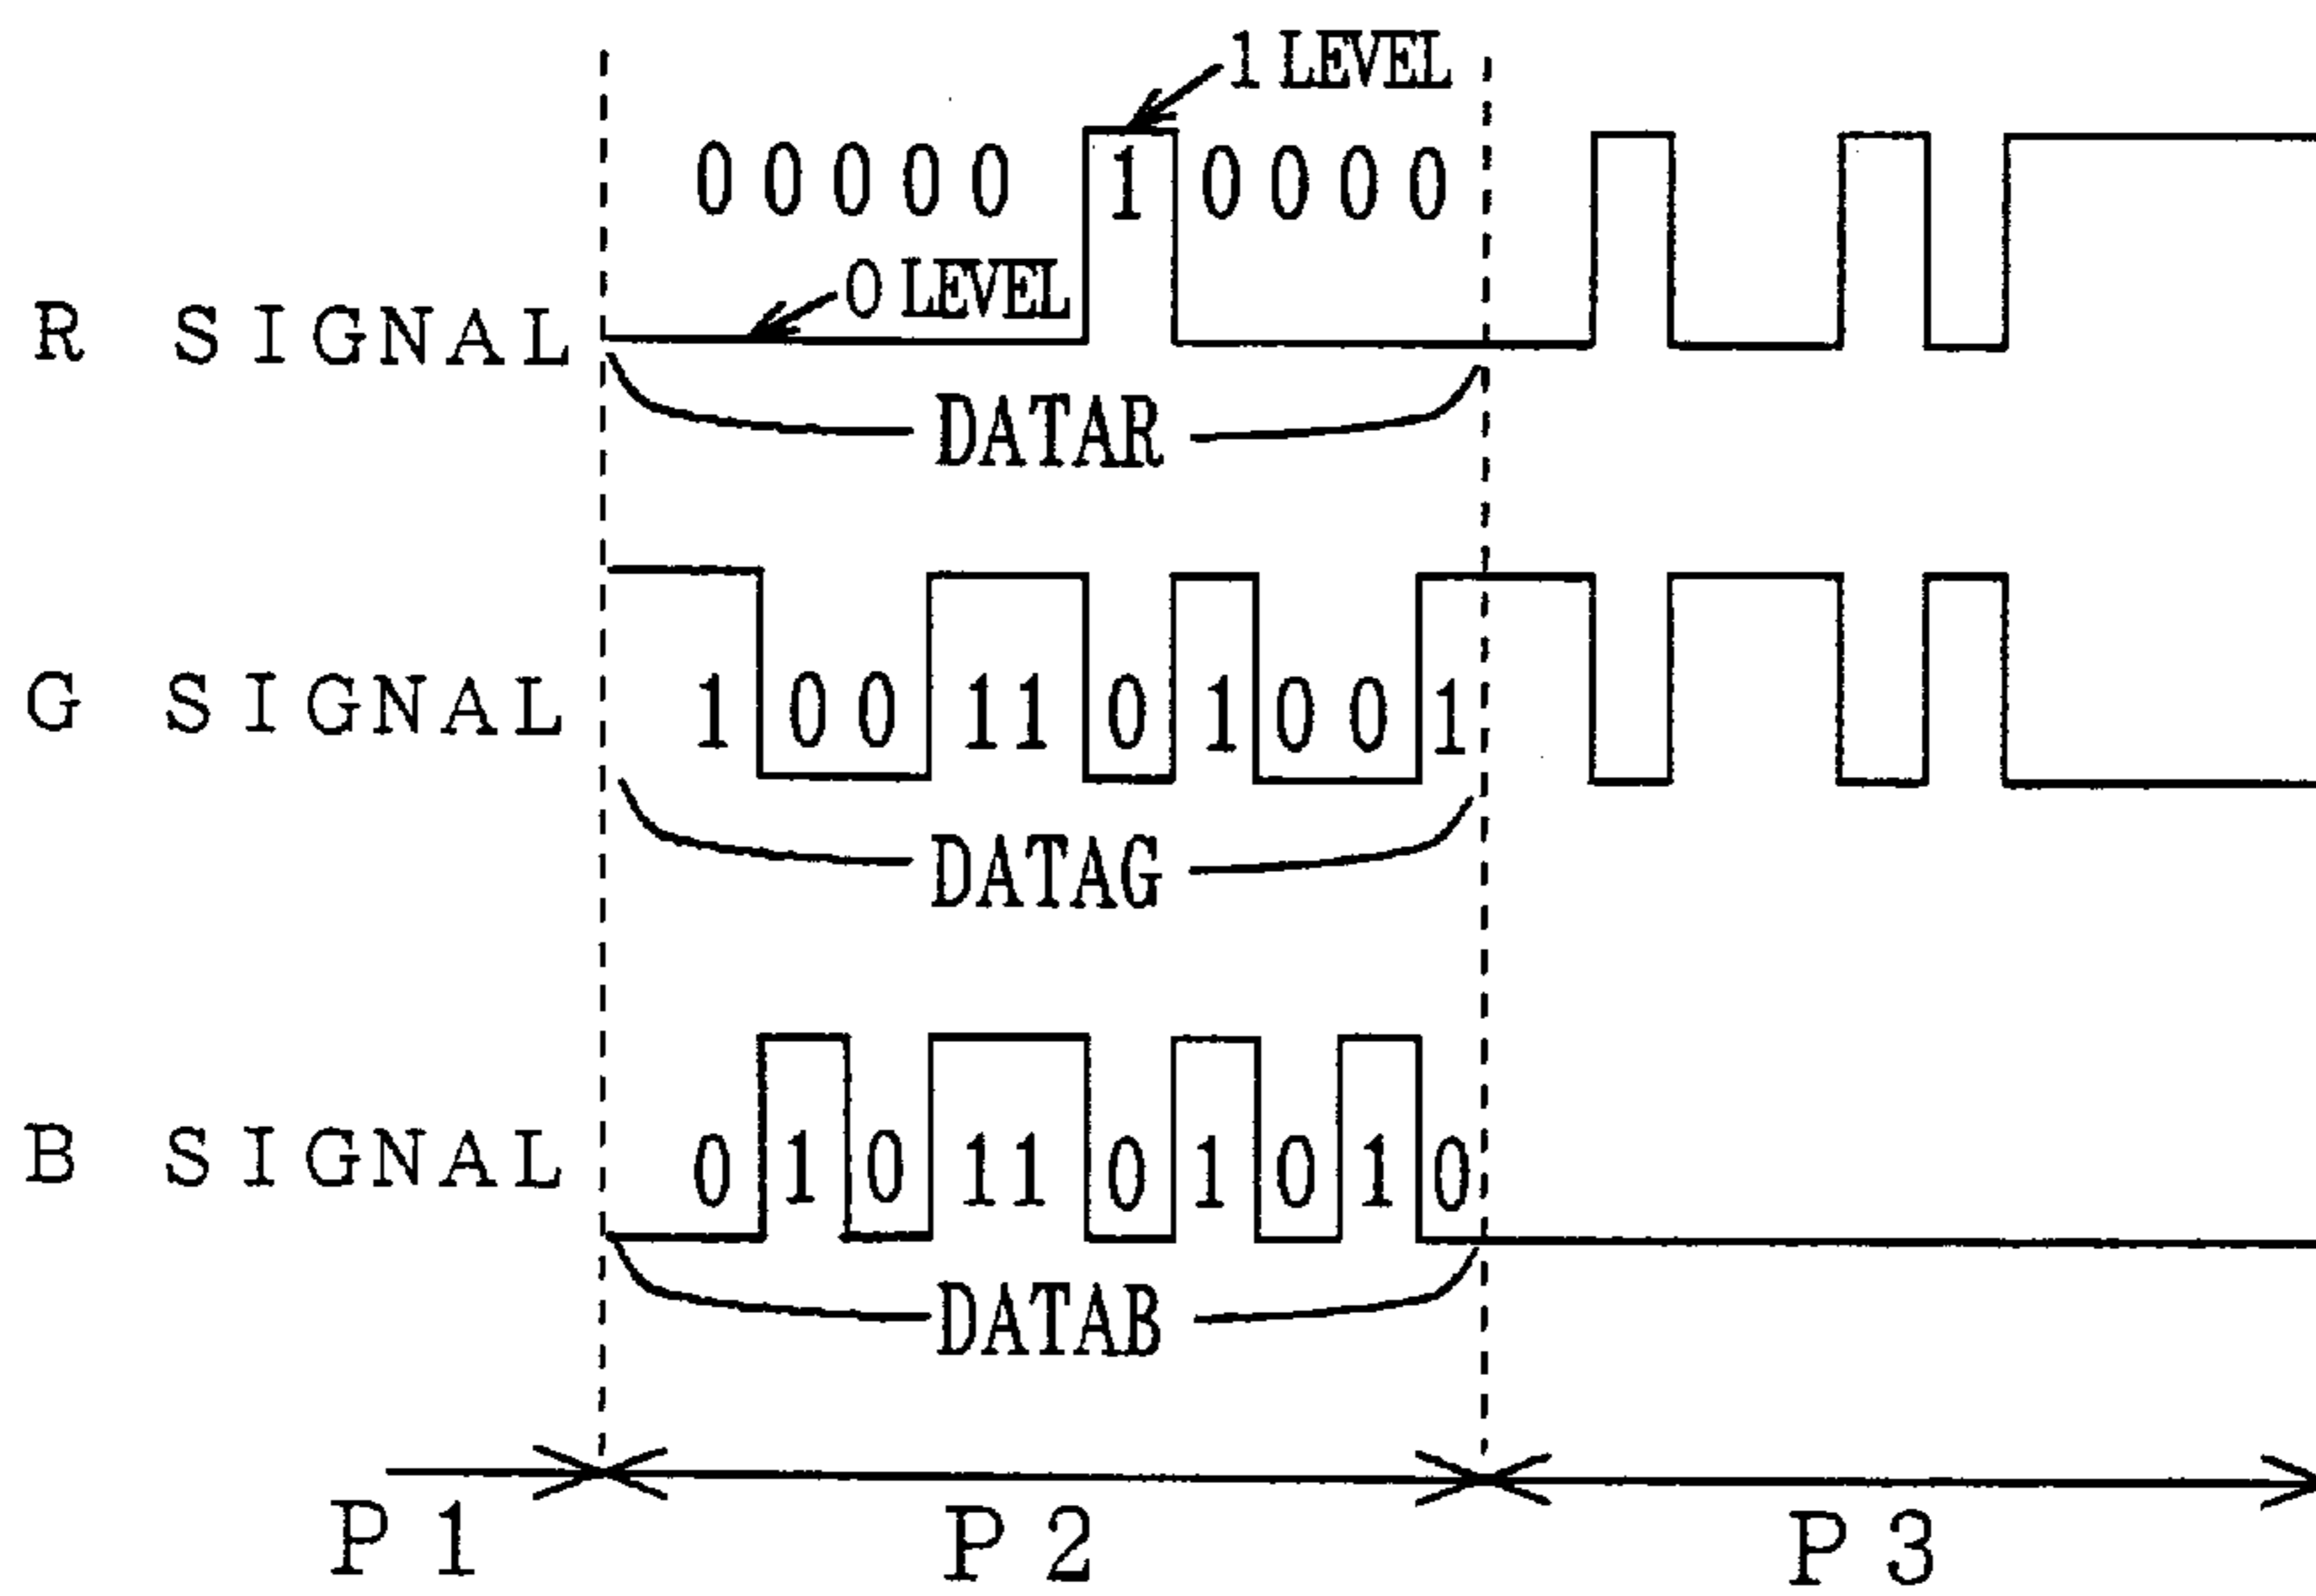 1 LEVEL
0 0 0 0 0 1 0 0 0 0
0 LEVEL
R SIGNAL
DATAR
G SIGNAL 1 0 0 1 1 0 1 0 0 1
DATAG
B SIGNAL 0 1 0 1 1 0 1 0 1 0
DATAB
P1 P2 P3